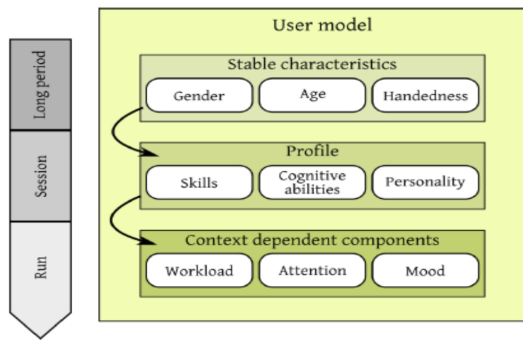 User model
Long period
Stable characteristics
Gender
Age
Handedness
Session
Profile
Skills
Cognitive
abilities
Personality
Run
Context dependent components
Workload
Attention
Mood